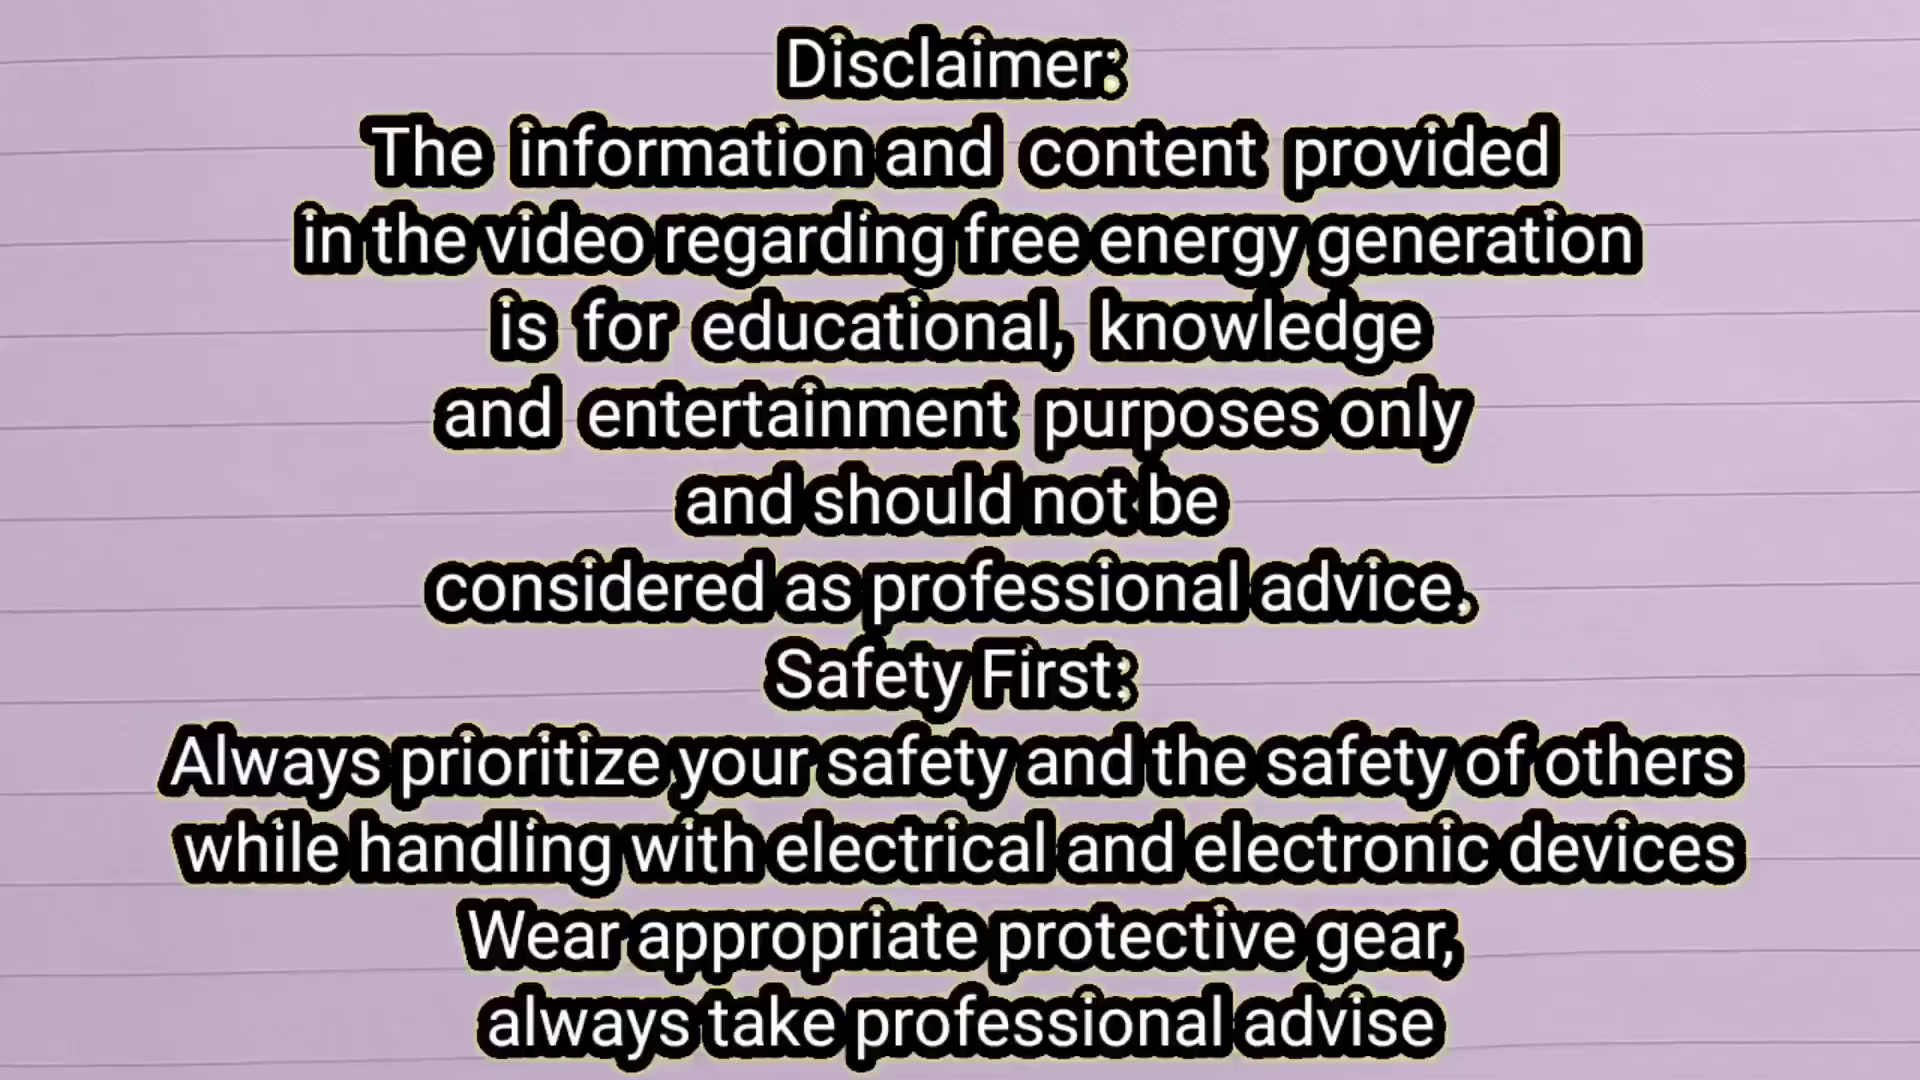 Disclaimer:
The information and content provided
in the video regarding free energy generation
is for educational, knowledge
and entertainment purposes only
and should not be
considered as professional advice.
Safety First:
Always prioritize your safety and the safety of others
while handling with electrical and electronic devices
Wear appropriate protective gear,
always take professional advise